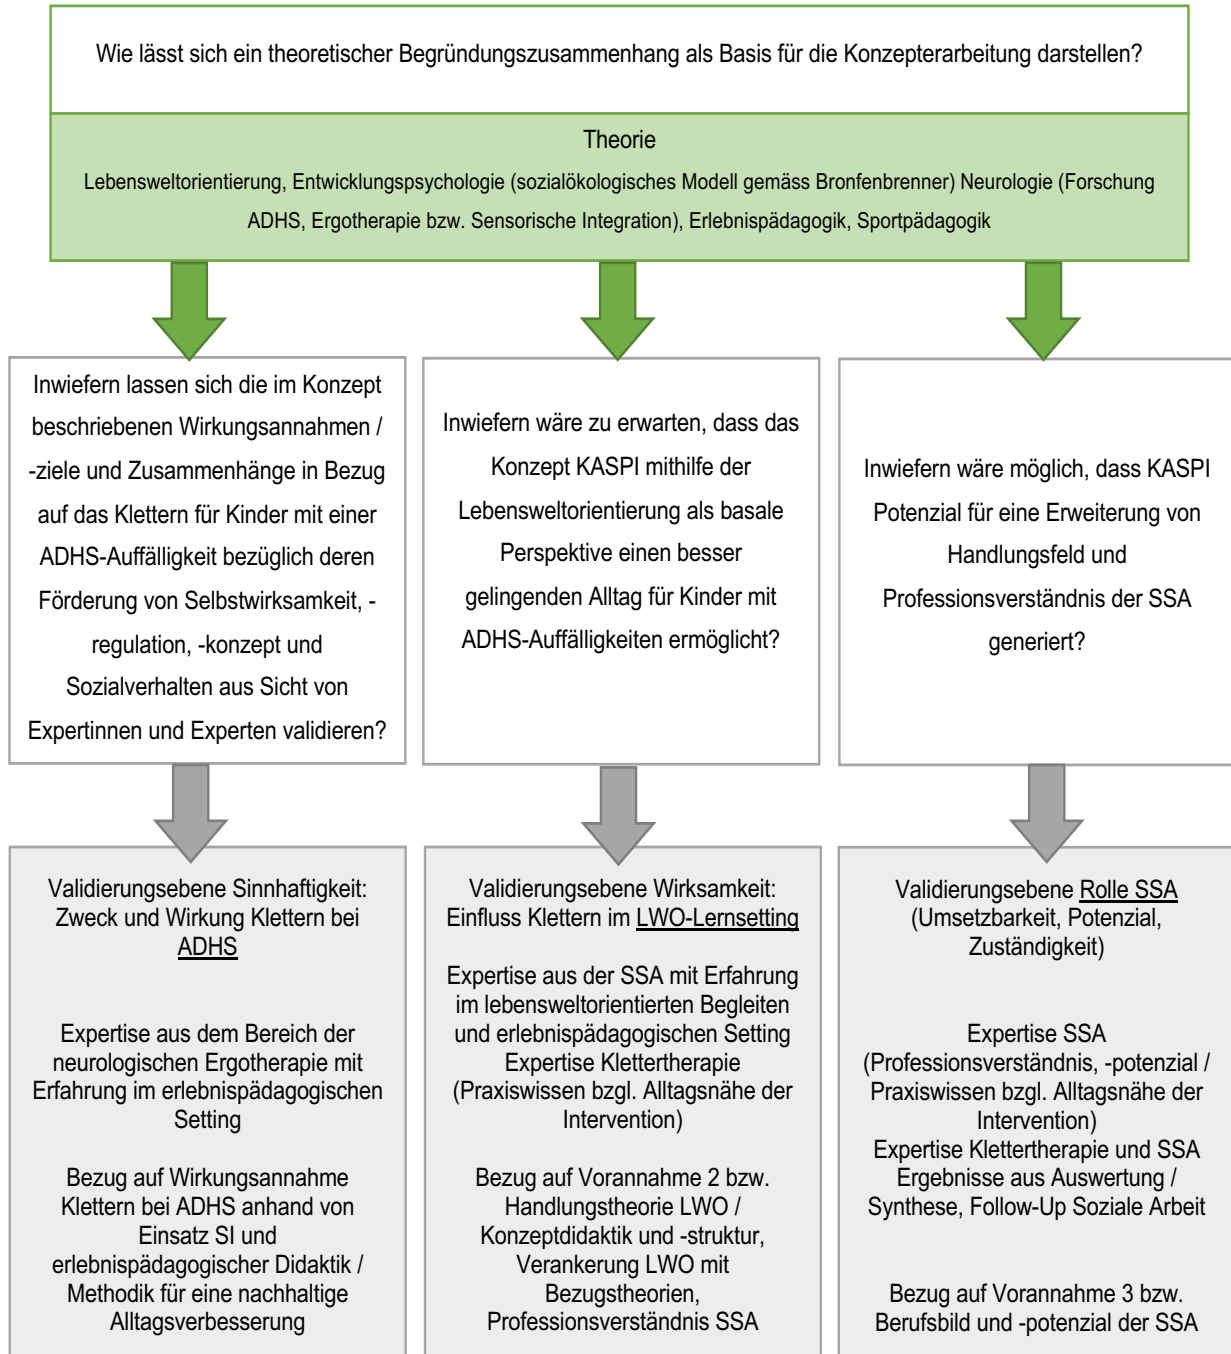 Wie lässt sich ein theoretischer Begründungszusammenhang als Basis für die Konzepterarbeitung darstellen?
Theorie
Lebensweltorientierung, Entwicklungspsychologie (sozialökologisches Modell gemäss Bronfenbrenner) Neurologie (Forschung
ADHS, Ergotherapie bzw. Sensorische Integration), Erlebnispädagogik, Sportpädagogik
Inwiefern lassen sich die im Konzept
beschriebenen Wirkungsannahmen /
-ziele und Zusammenhänge in Bezug
auf das Klettern für Kinder mit einer
ADHS-Auffälligkeit bezüglich deren
Förderung von Selbstwirksamkeit, -
regulation, -konzept und
Sozialverhalten aus Sicht von
Expertinnen und Experten validieren?
Inwiefern wäre zu erwarten, dass das
Konzept KASPI mithilfe der
Lebensweltorientierung als basale
Perspektive einen besser
gelingenden Alltag für Kinder mit
ADHS-Auffälligkeiten ermöglicht?
Inwiefern wäre möglich, dass KASPI
Potenzial für eine Erweiterung von
Handlungsfeld und
Professionsverständnis der SSA
generiert?
Validierungsebene Sinnhaftigkeit:
Zweck und Wirkung Klettern bei
ADHS
Expertise aus dem Bereich der
neurologischen Ergotherapie mit
Erfahrung im erlebnispädagogischen
Setting
Bezug auf Wirkungsannahme
Klettern bei ADHS anhand von
Einsatz SI und
erlebnispädagogischer Didaktik /
Methodik für eine nachhaltige
Alltagsverbesserung
Validierungsebene Wirksamkeit:
Einfluss Klettern im LWO-Lernsetting
Expertise aus der SSA mit Erfahrung
im lebensweltorientierten Begleiten
und erlebnispädagogischen Setting
Expertise Klettertherapie
(Praxiswissen bzgl. Alltagsnähe der
Intervention)
Bezug auf Vorannahme 2 bzw.
Handlungstheorie LWO /
Konzeptdidaktik und -struktur,
Verankerung LWO mit
Bezugstheorien,
Professionsverständnis SSA
Validierungsebene Rolle SSA
(Umsetzbarkeit, Potenzial,
Zuständigkeit)
Expertise SSA
(Professionsverständnis, -potenzial /
Praxiswissen bzgl. Alltagsnähe der
Intervention)
Expertise Klettertherapie und SSA
Ergebnisse aus Auswertung /
Synthese, Follow-Up Soziale Arbeit
Bezug auf Vorannahme 3 bzw.
Berufsbild und -potenzial der SSA